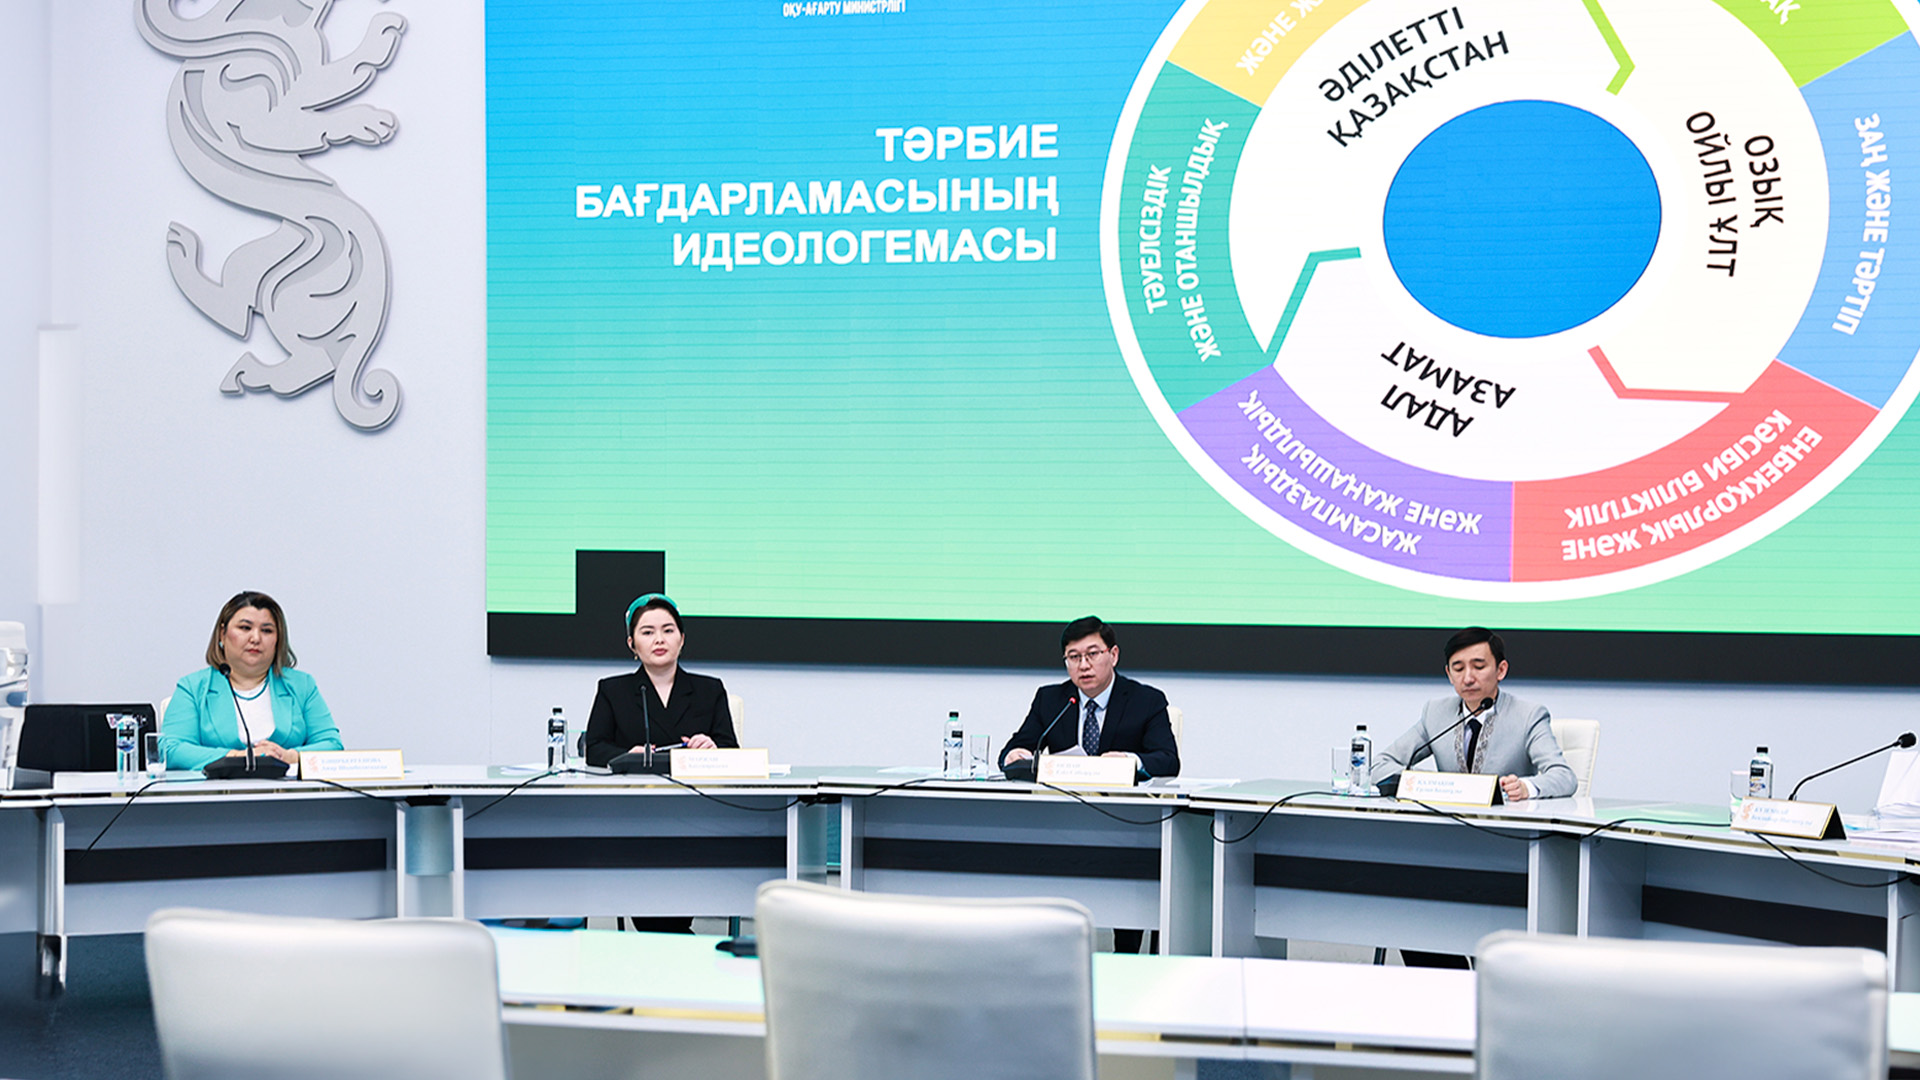 ОҚУ-АҒАРТУ МИНИСТРЛІГІ
ТӘРБИЕ
БАҒДАРЛАМАСЫНЫҢ
ИДЕОЛОГЕМАСЫ
ӘДІЛЕТТІ
ҚАЗАҚСТАН
ОЗЫҚ
ОЙЛЫ ҰЛТ
АДАЛ
АЗАМАТ
ЗАҢ ЖӘНЕ ТӘРТІП
ЕҢБЕКҚОРЛЫҚ ЖӘНЕ
КӘСІБИ БІЛІКТІЛІК
ЖАСАМПАЗДЫҚ
ЖӘНЕ ЖАҢАШЫЛДЫҚ
ТӘУЕЛСІЗДІК
ЖӘНЕ ОТАНШЫЛДЫҚ
ЖӘНЕ